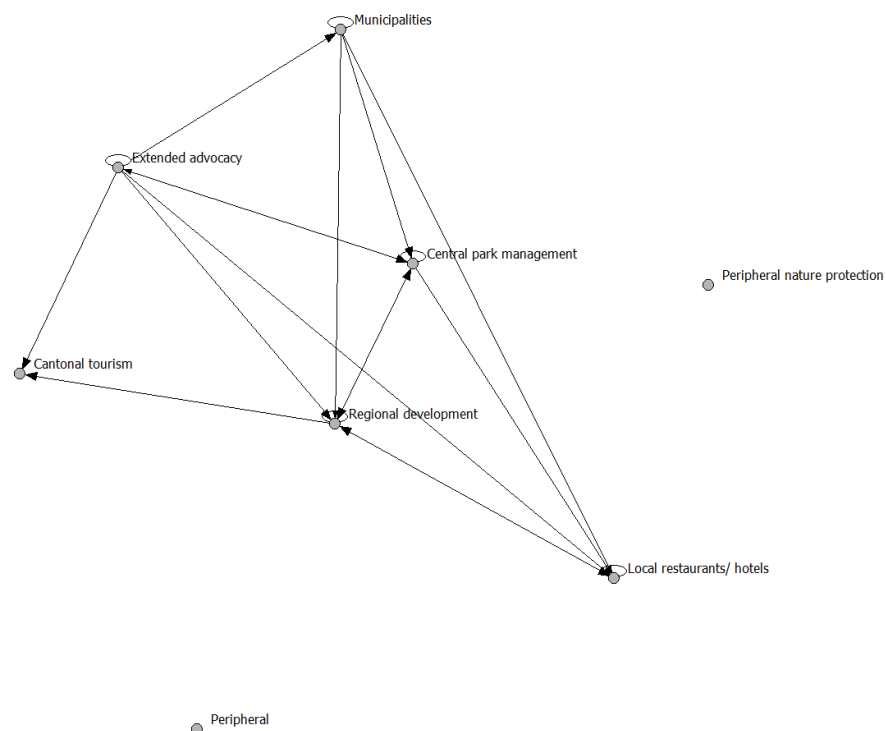 Municipalities
Extended advocacy
Central park management
Peripheral nature protection
Cantonal tourism
Regional development
Local restaurants/ hotels
Peripheral